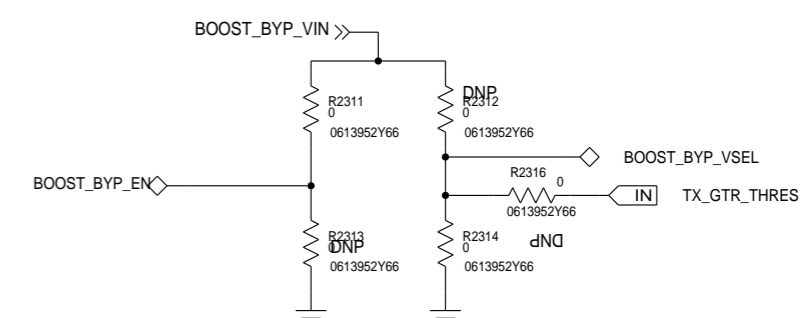 BOOST_BYP_VIN
R2311
0
0613952Y66
DNP
R2312
0
0613952Y66
BOOST_BYP_VSEL
BOOST_BYP_EN
R2316
0
0613952Y66
IN
TX_GTR_THRES
DNP
R2313
0
DNP
0613952Y66
R2314
0
0613952Y66